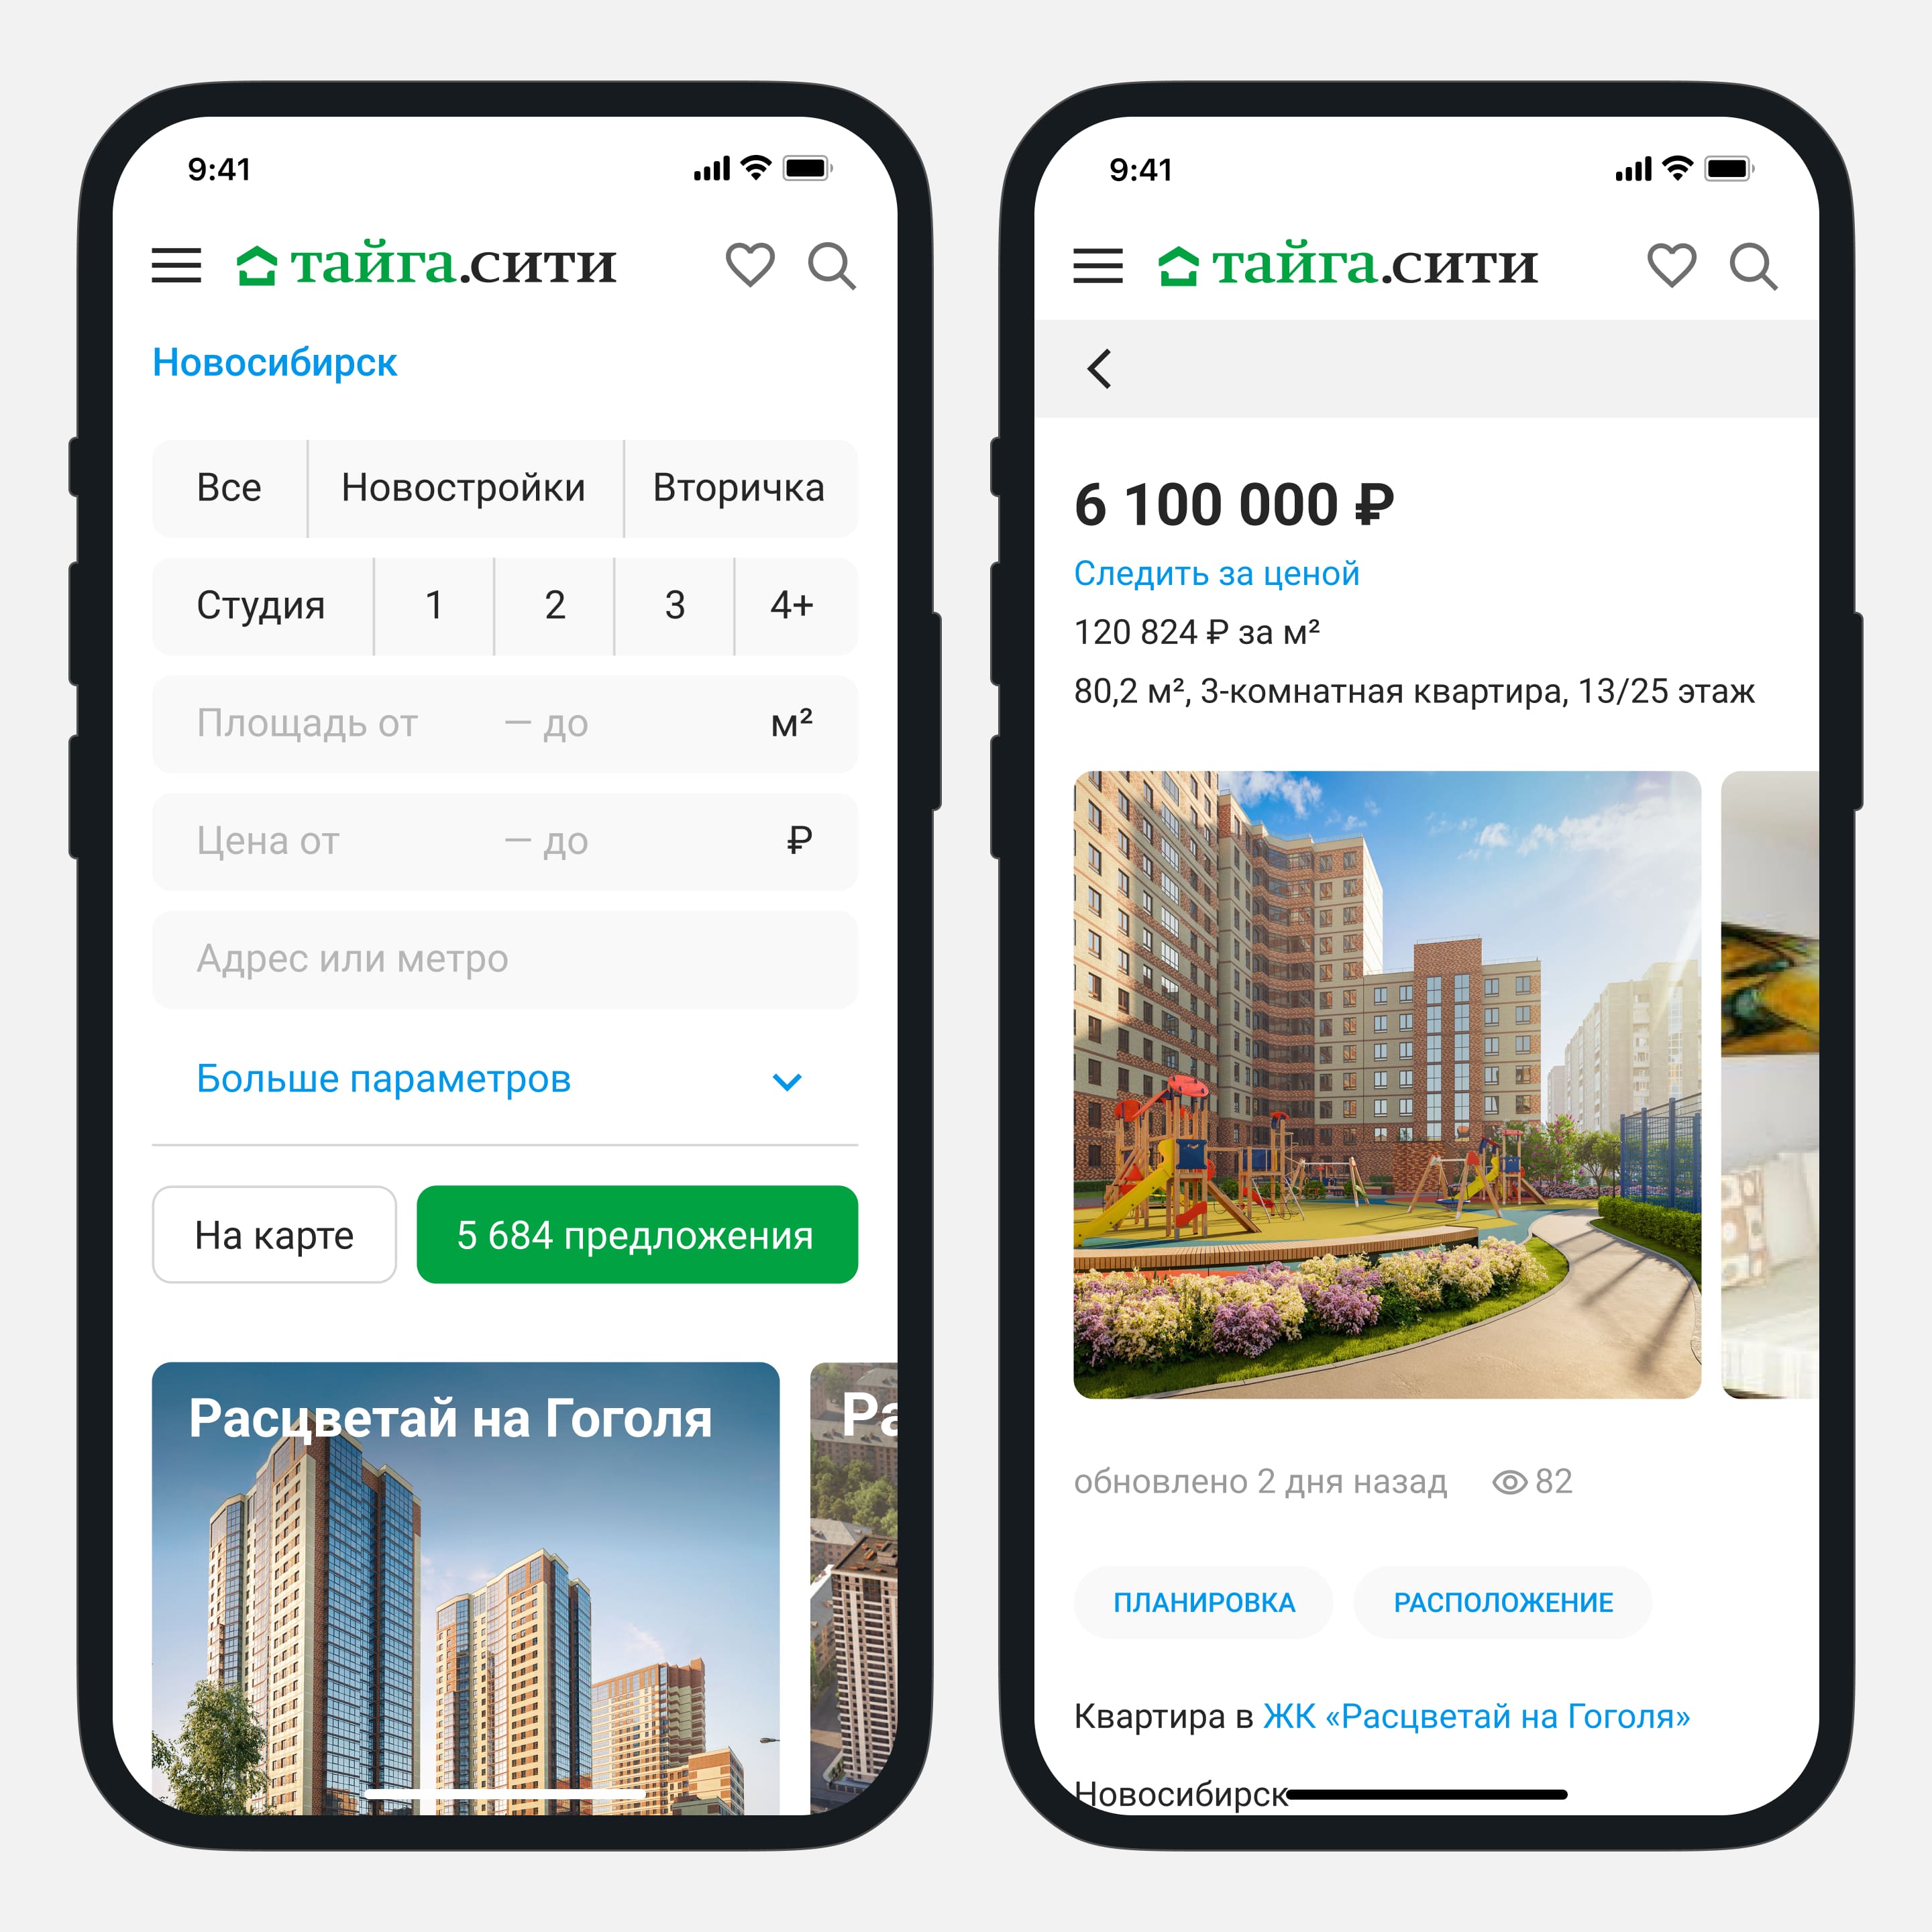 9:41
тайга.сити
Новосибирск
Все Новостройки Вторичка
Студия 1 2 3 4+
Площадь от — до м²
Цена от — до ₽
Адрес или метро
Больше параметров
На карте 5 684 предложения
Расцветай на Гоголя
Ра
9:41
тайга.сити
6 100 000 ₽
Следить за ценой
120 824 ₽ за м²
80,2 м², 3-комнатная квартира, 13/25 этаж
обновлено 2 дня назад 82
ПЛАНИРОВКА РАСПОЛОЖЕНИЕ
Квартира в ЖК «Расцветай на Гоголя»
Новосибирск